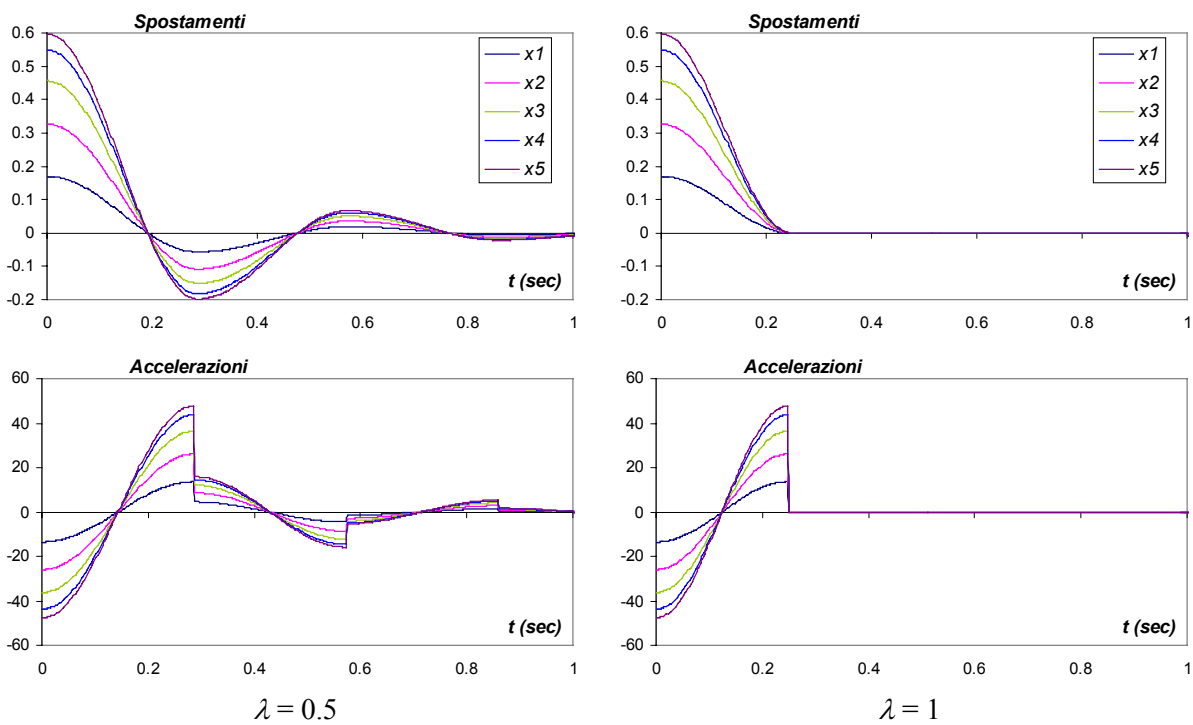 Spostamenti
0.6
0.5
0.4
0.3
0.2
0.1
0
-0.1
-0.2
x1
x2
x3
x4
x5
t (sec)
0 0.2 0.4 0.6 0.8 1
Spostamenti
0.6
0.5
0.4
0.3
0.2
0.1
0
-0.1
-0.2
x1
x2
x3
x4
x5
t (sec)
0 0.2 0.4 0.6 0.8 1
Accelerazioni
60
40
20
0
-20
-40
-60
t (sec)
0 0.2 0.4 0.6 0.8 1
λ = 0.5
Accelerazioni
60
40
20
0
-20
-40
-60
t (sec)
0 0.2 0.4 0.6 0.8 1
λ = 1